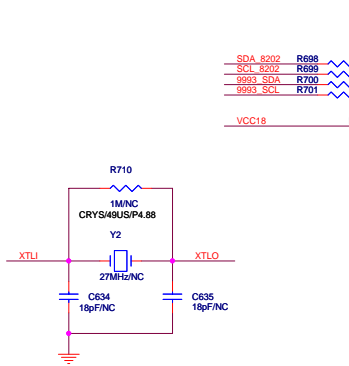 SDA_8202 R698
SCL_8202 R699
9993_SDA R700
9993_SCL R701
VCC18
R710
1M/NC
CRYS/49US/P4.88
Y2
XTLI XTLO
27MHz/NC
C634 C635
18pF/NC 18pF/NC